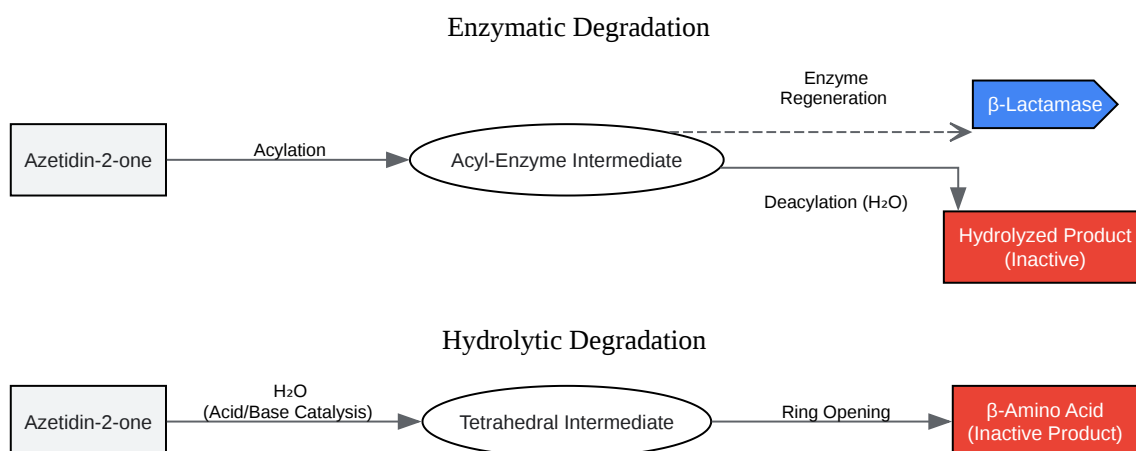 Enzymatic Degradation
Enzyme
Regeneration
β-Lactamase
Azetidin-2-one
Acylation
Acyl-Enzyme Intermediate
Deacylation (H₂O)
Hydrolyzed Product
(Inactive)
Hydrolytic Degradation
Azetidin-2-one
H₂O
(Acid/Base Catalysis)
Tetrahedral Intermediate
Ring Opening
β-Amino Acid
(Inactive Product)